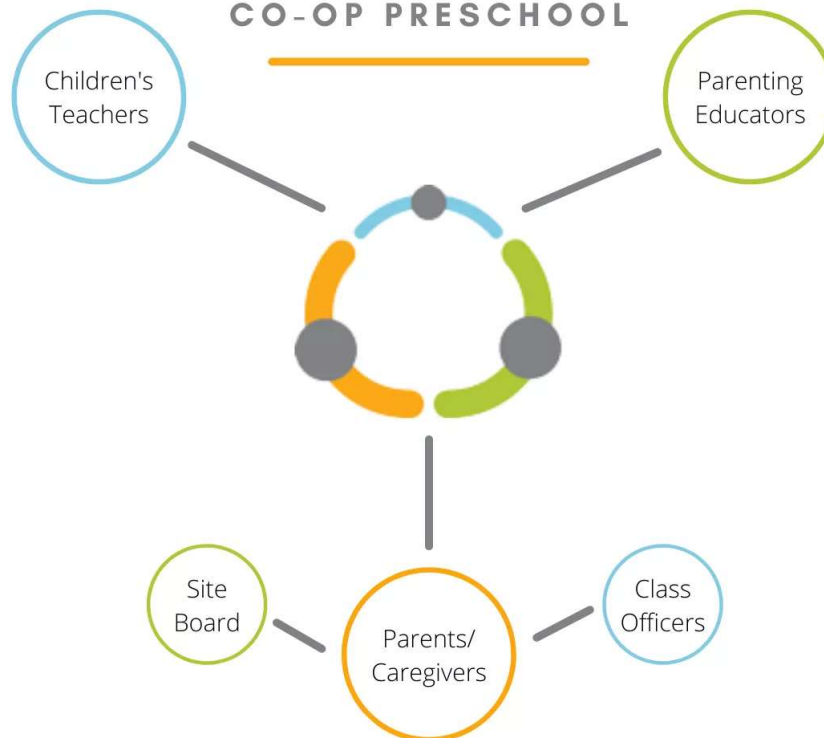 CO-OP PRESCHOOL
Children's
Teachers
Parenting
Educators
Site
Board
Parents/
Caregivers
Class
Officers